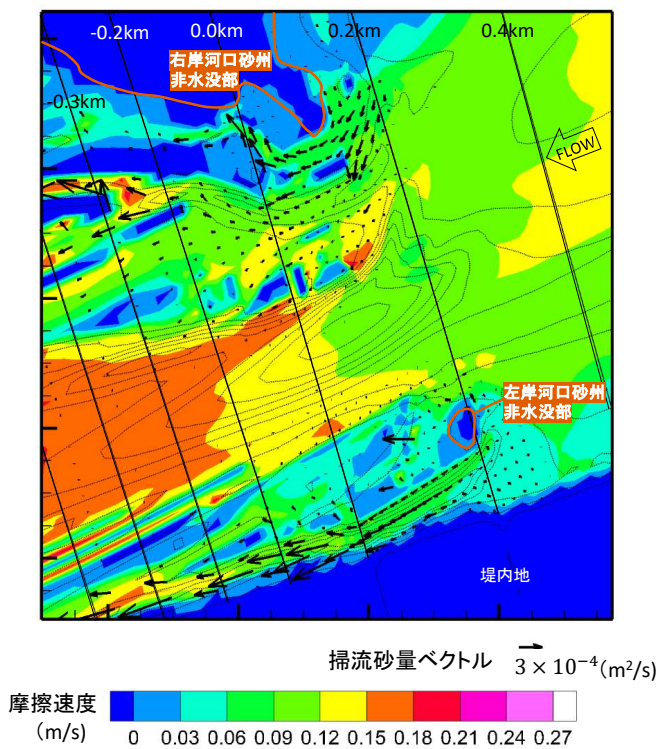 -0.2km
0.0km
0.2km
0.4km
右岸河口砂州
非水没部
-0.3km
FLOW
左岸河口砂州
非水没部
堤内地
掃流砂量ベクトル 3 × 10⁻⁴(m²/s)
摩擦速度
(m/s)
0 0.03 0.06 0.09 0.12 0.15 0.18 0.21 0.24 0.27